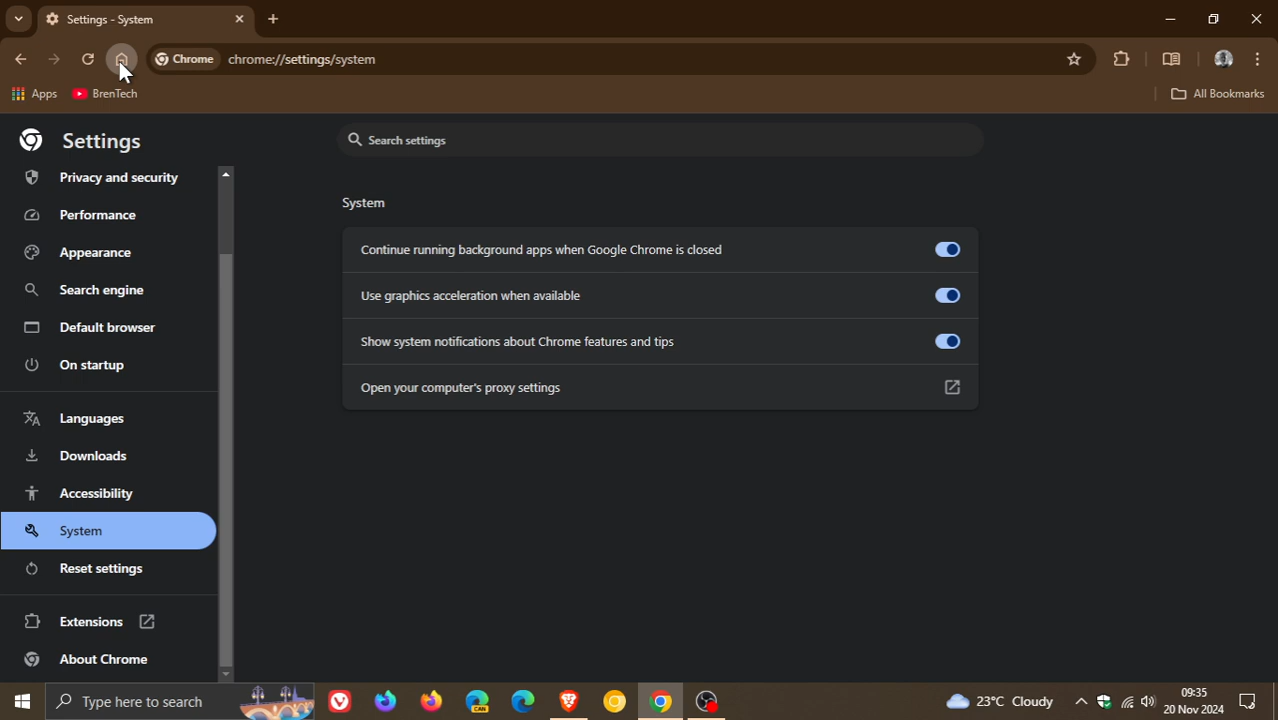 Settings - System
Chrome
chrome://settings/system
Apps
BrenTech
All Bookmarks
Settings
Search settings
Privacy and security
Performance
Appearance
Search engine
Default browser
On startup
Languages
Downloads
Accessibility
System
Reset settings
Extensions
About Chrome
System
Continue running background apps when Google Chrome is closed
Use graphics acceleration when available
Show system notifications about Chrome features and tips
Open your computer's proxy settings
Type here to search
CAN
23°C Cloudy
09:35
20 Nov 2024